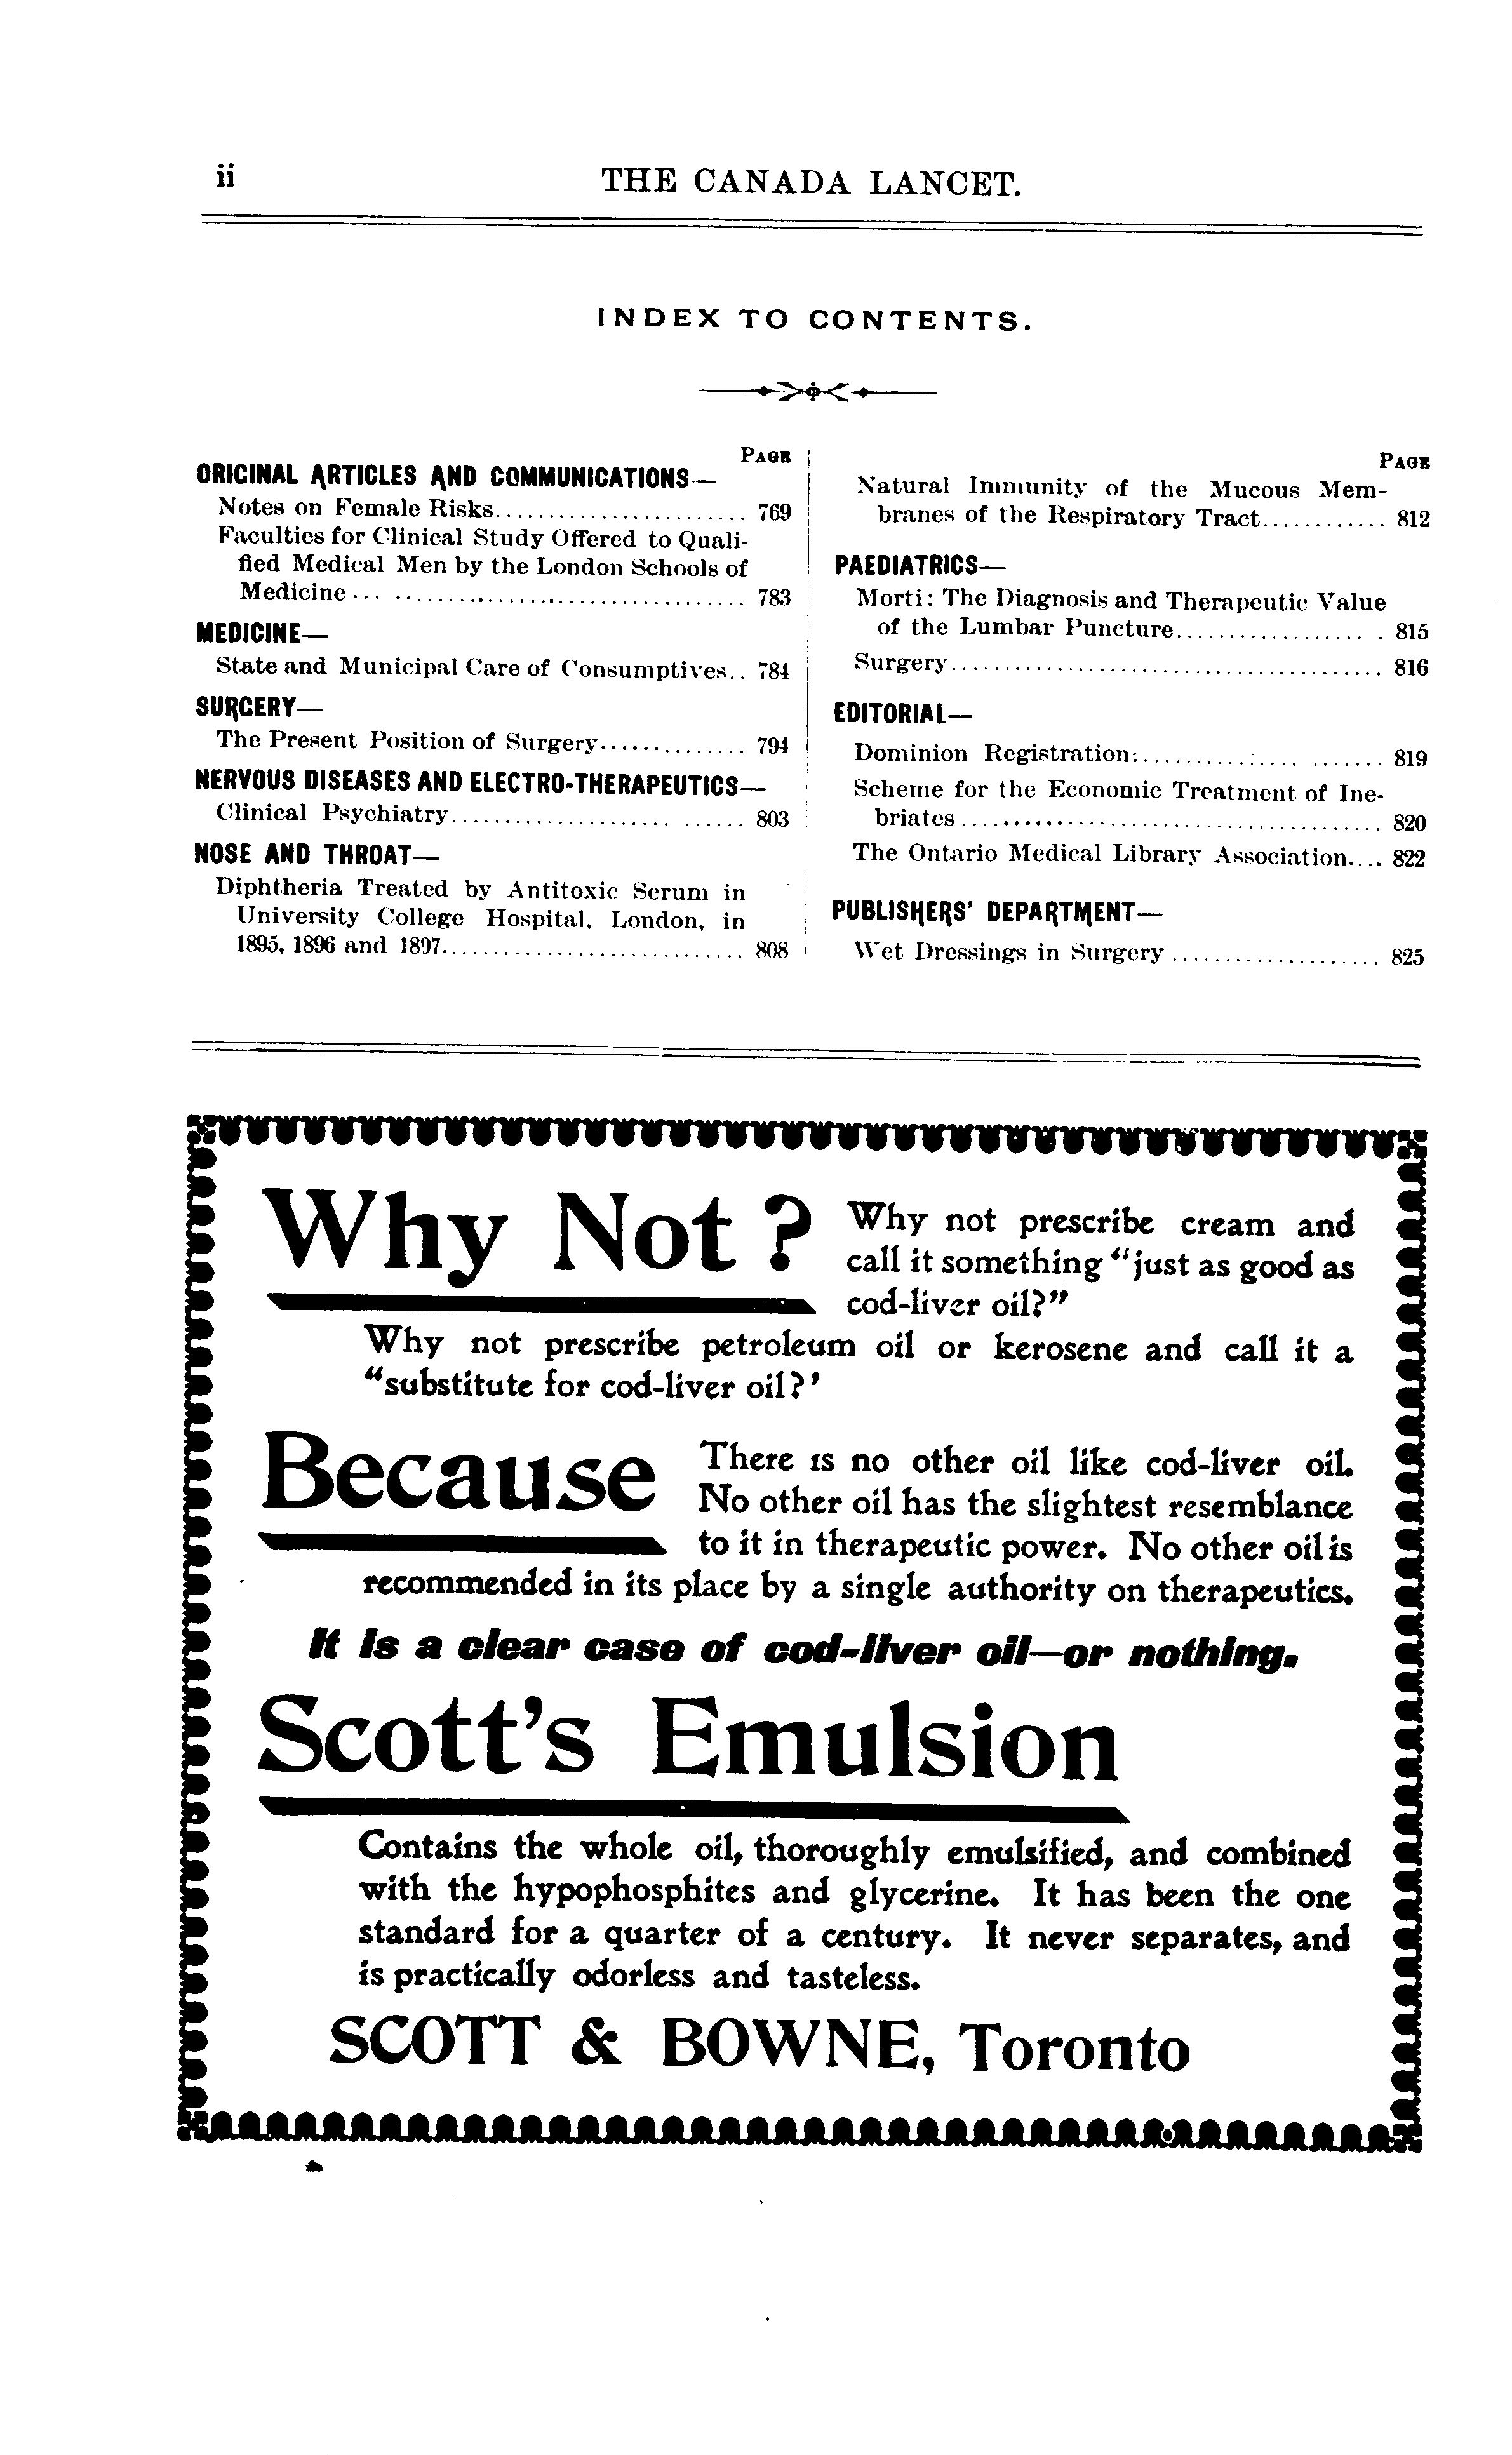 ii
THE CANADA LANCET.
INDEX TO CONTENTS.
PAGE
ORIGINAL ARTICLES AND COMMUNICATIONS—
Notes on Female Risks........................ 769
Faculties for Clinical Study Offered to Quali-
fied Medical Men by the London Schools of
Medicine ... .................................. 783
MEDICINE—
State and Municipal Care of Consumptives.. 784
SURGERY—
The Present Position of Surgery.............. 794
NERVOUS DISEASES AND ELECTRO-THERAPEUTICS—
Clinical Psychiatry..................... ...... 803
NOSE AND THROAT—
Diphtheria Treated by Antitoxic Serum in
University College Hospital, London, in
1895, 1896 and 1897............................. 808
PAGE
Natural Immunity of the Mucous Mem-
branes of the Respiratory Tract............ 812
PAEDIATRICS—
Morti: The Diagnosis and Therapeutic Value
of the Lumbar Puncture.................. . 815
Surgery......................................... 816
EDITORIAL—
Dominion Registration:............... ....... 819
Scheme for the Economic Treatment of Ine-
briates ........................................ 820
The Ontario Medical Library Association.... 822
PUBLISHERS' DEPARTMENT—
Wet Dressings in Surgery .................... 825
Why Not ?
Why not prescribe cream and
call it something "just as good as
cod-liver oil?"
Why not prescribe petroleum oil or kerosene and call it a
"substitute for cod-liver oil?'
Because
There is no other oil like cod-liver oil.
No other oil has the slightest resemblance
to it in therapeutic power. No other oil is
recommended in its place by a single authority on therapeutics.
It is a clear case of cod-liver oil—or nothing.
Scott's Emulsion
Contains the whole oil, thoroughly emulsified, and combined
with the hypophosphites and glycerine. It has been the one
standard for a quarter of a century. It never separates, and
is practically odorless and tasteless.
SCOTT & BOWNE, Toronto